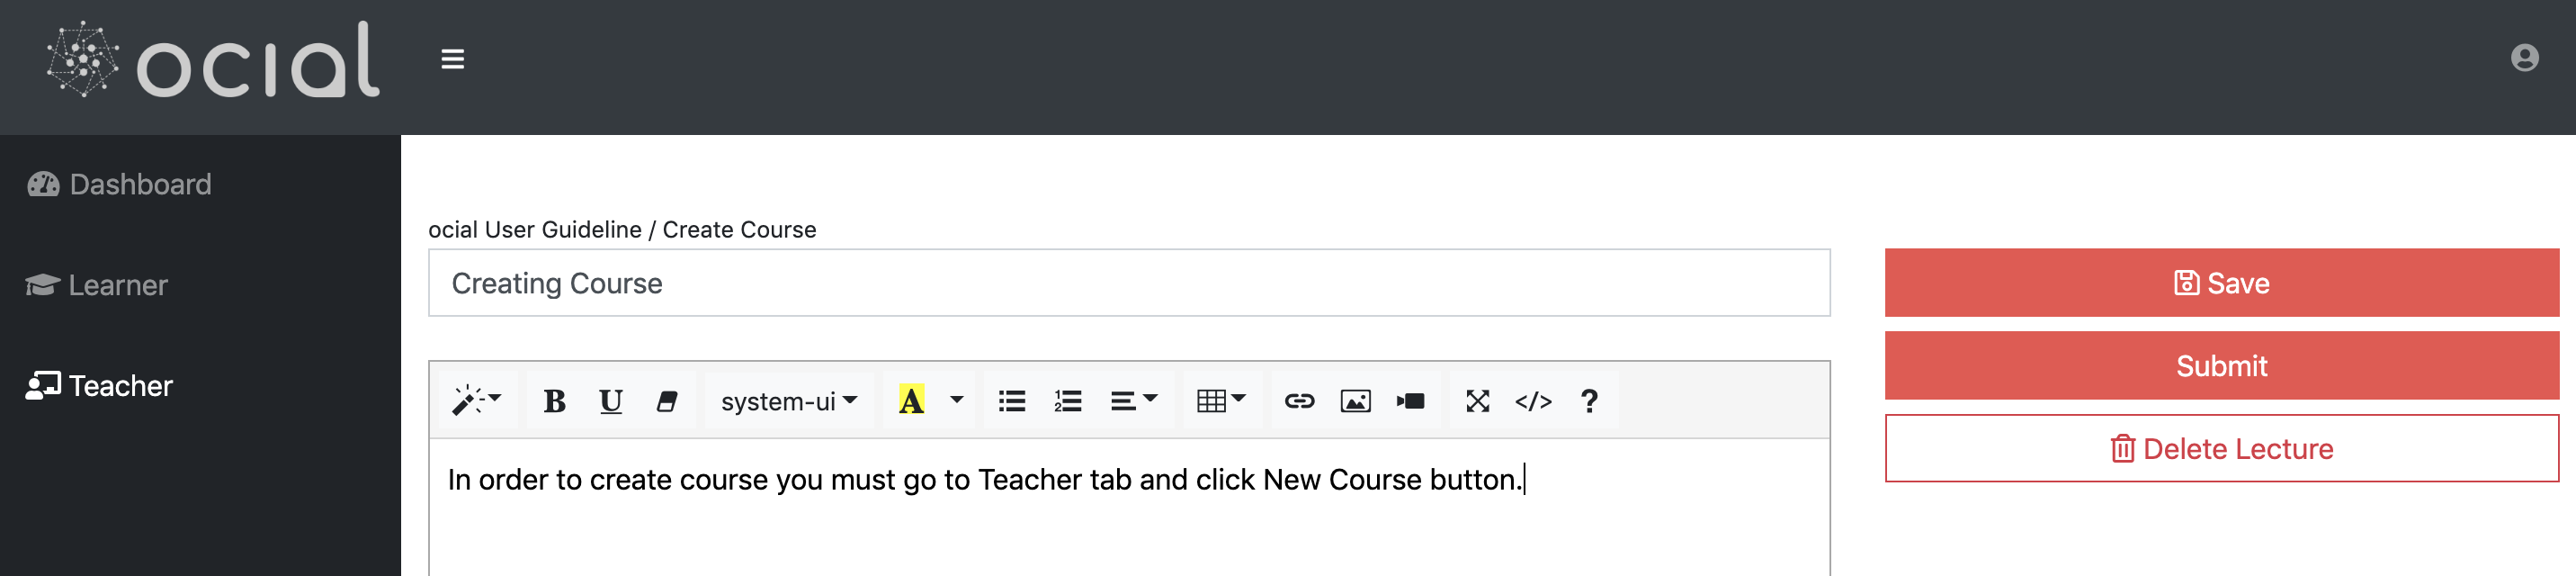 ocial
Dashboard
Learner
Teacher
ocial User Guideline / Create Course
Creating Course
Save
Submit
Delete Lecture
B U system-ui A </> ?
In order to create course you must go to Teacher tab and click New Course button.